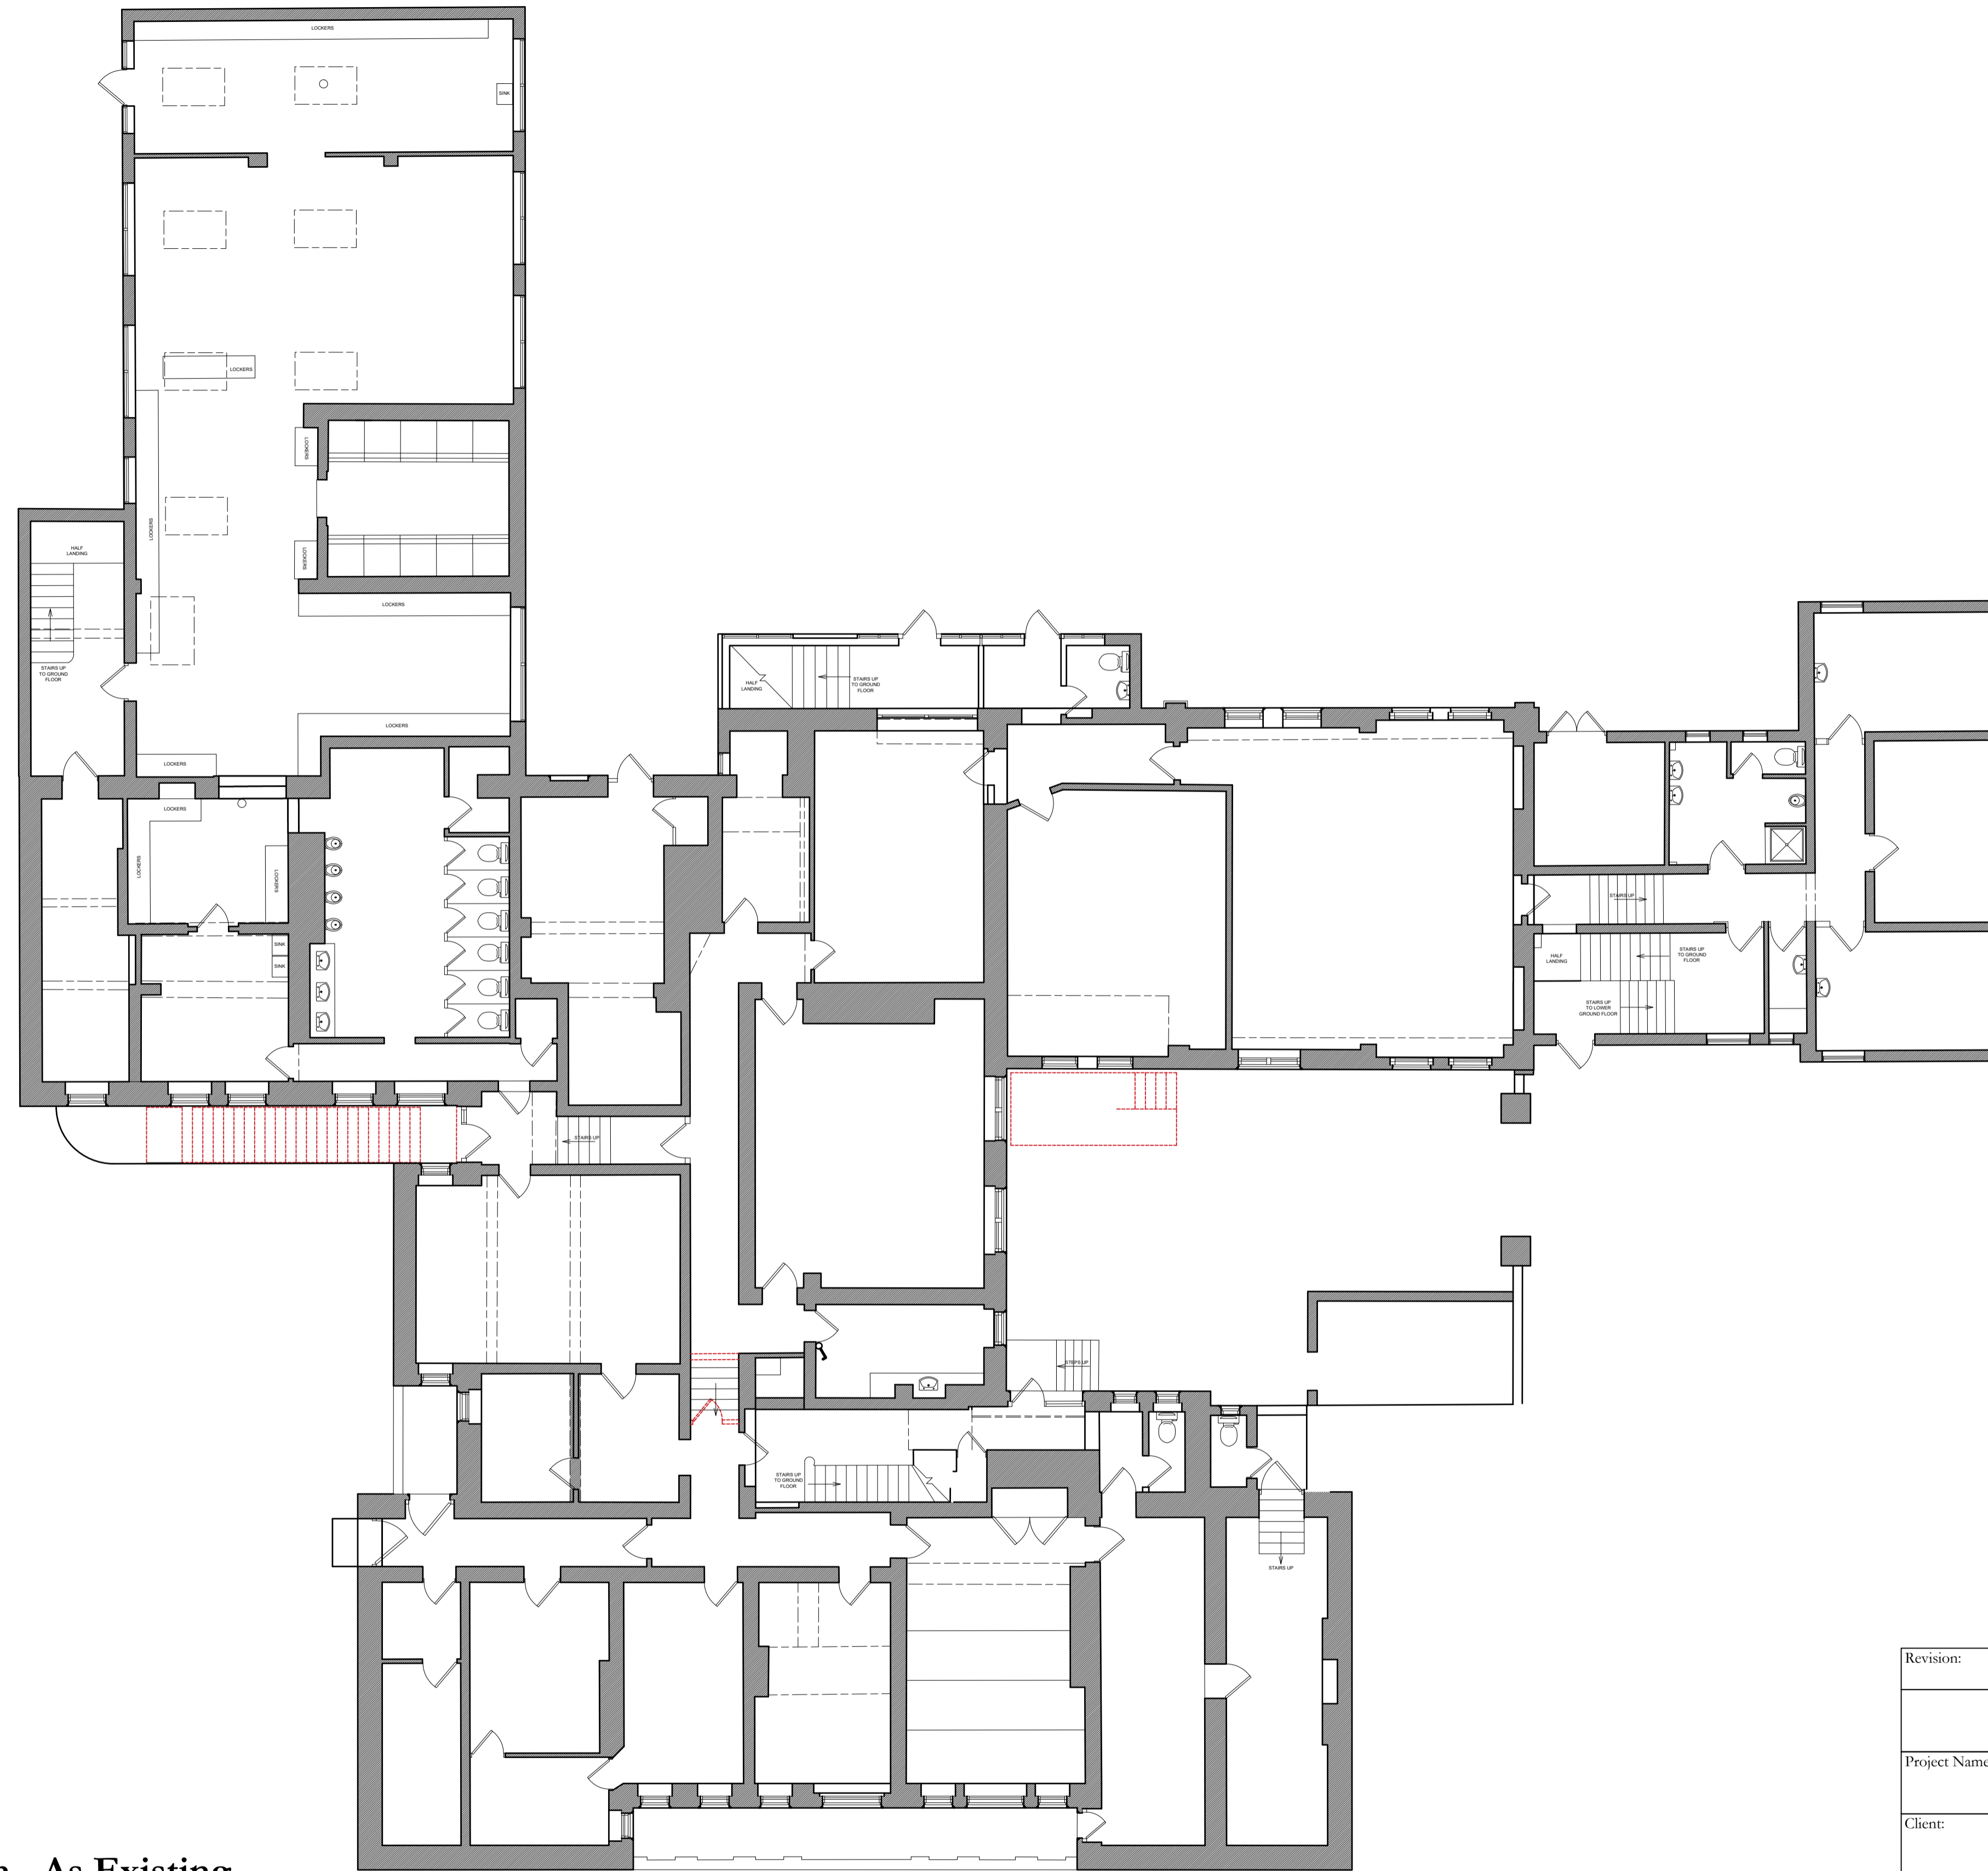 LOCKERS
SINK
LOCKERS
LOCKERS
LOCKERS
LOCKERS
HALF
LANDING
LOCKERS
STAIRS UP
TO GROUND
FLOOR
LOCKERS
LOCKERS
LOCKERS
LOCKERS
LOCKERS
SINK
SINK
HALF
LANDING
STAIRS UP
TO GROUND
FLOOR
STAIRS UP
HALF
LANDING
STAIRS UP
TO GROUND
FLOOR
STAIRS UP
TO LOWER
GROUND FLOOR
STAIRS UP
STEPS UP
STAIRS UP
TO GROUND
FLOOR
STAIRS UP
Revision:
Project Name
Client:
As Existing